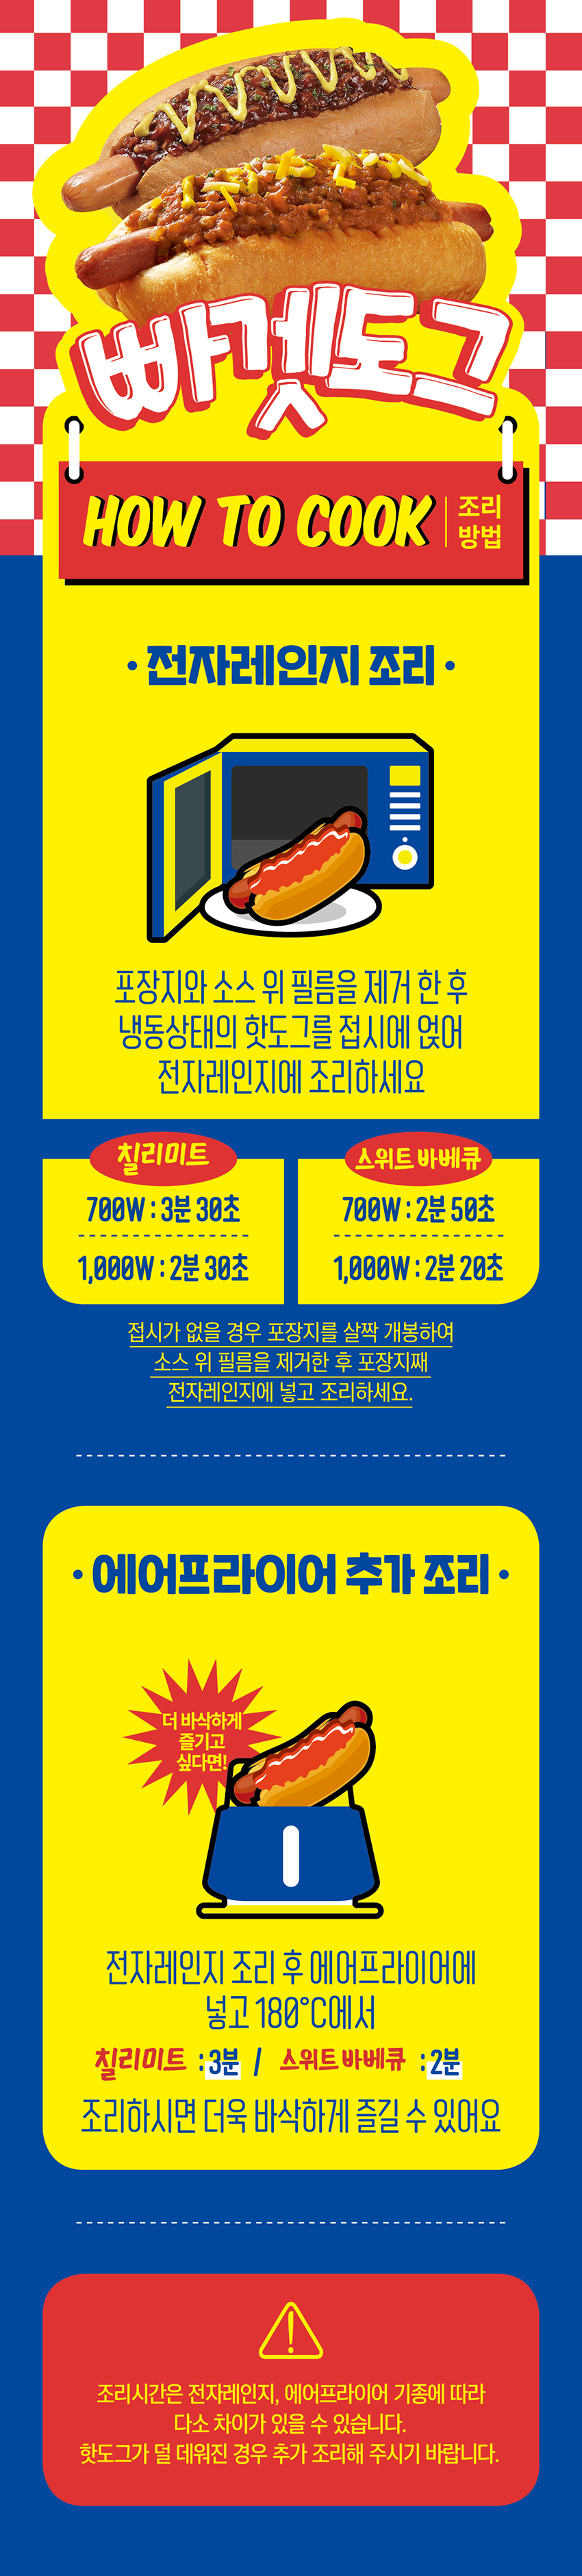 빠겟도그
HOW TO COOK
조리
방법
· 전자레인지 조리 ·
포장지와 소스 위 필름을 제거 한 후
냉동상태의 핫도그를 접시에 얹어
전자레인지에 조리하세요
칠리미트
700W : 3분 30초
1,000W : 2분 30초
스위트 바베큐
700W : 2분 50초
1,000W : 2분 20초
접시가 없을 경우 포장지를 살짝 개봉하여
소스 위 필름을 제거한 후 포장지째
전자레인지에 넣고 조리하세요.
· 에어프라이어 추가 조리 ·
더 바삭하게
즐기고
싶다면!
전자레인지 조리 후 에어프라이어에
넣고 180°C에서
칠리미트 : 3분 / 스위트 바베큐 : 2분
조리하시면 더욱 바삭하게 즐길 수 있어요
조리시간은 전자레인지, 에어프라이어 기종에 따라
다소 차이가 있을 수 있습니다.
핫도그가 덜 데워진 경우 추가 조리해 주시기 바랍니다.